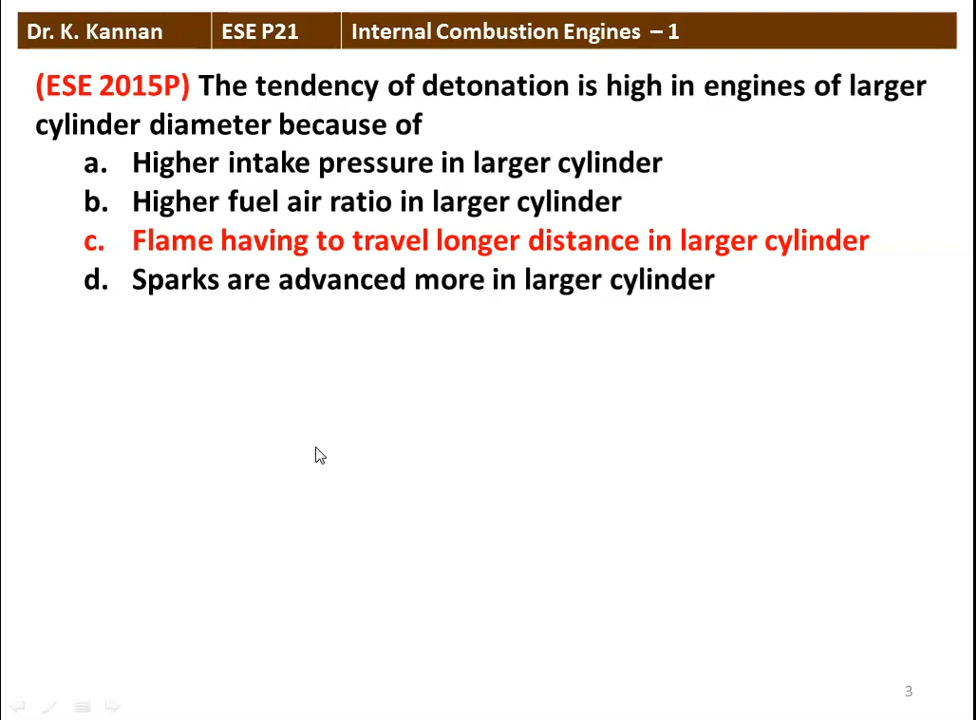 Dr. K. Kannan ESE P21 Internal Combustion Engines – 1
(ESE 2015P) The tendency of detonation is high in engines of larger
cylinder diameter because of
a. Higher intake pressure in larger cylinder
b. Higher fuel air ratio in larger cylinder
c. Flame having to travel longer distance in larger cylinder
d. Sparks are advanced more in larger cylinder
3